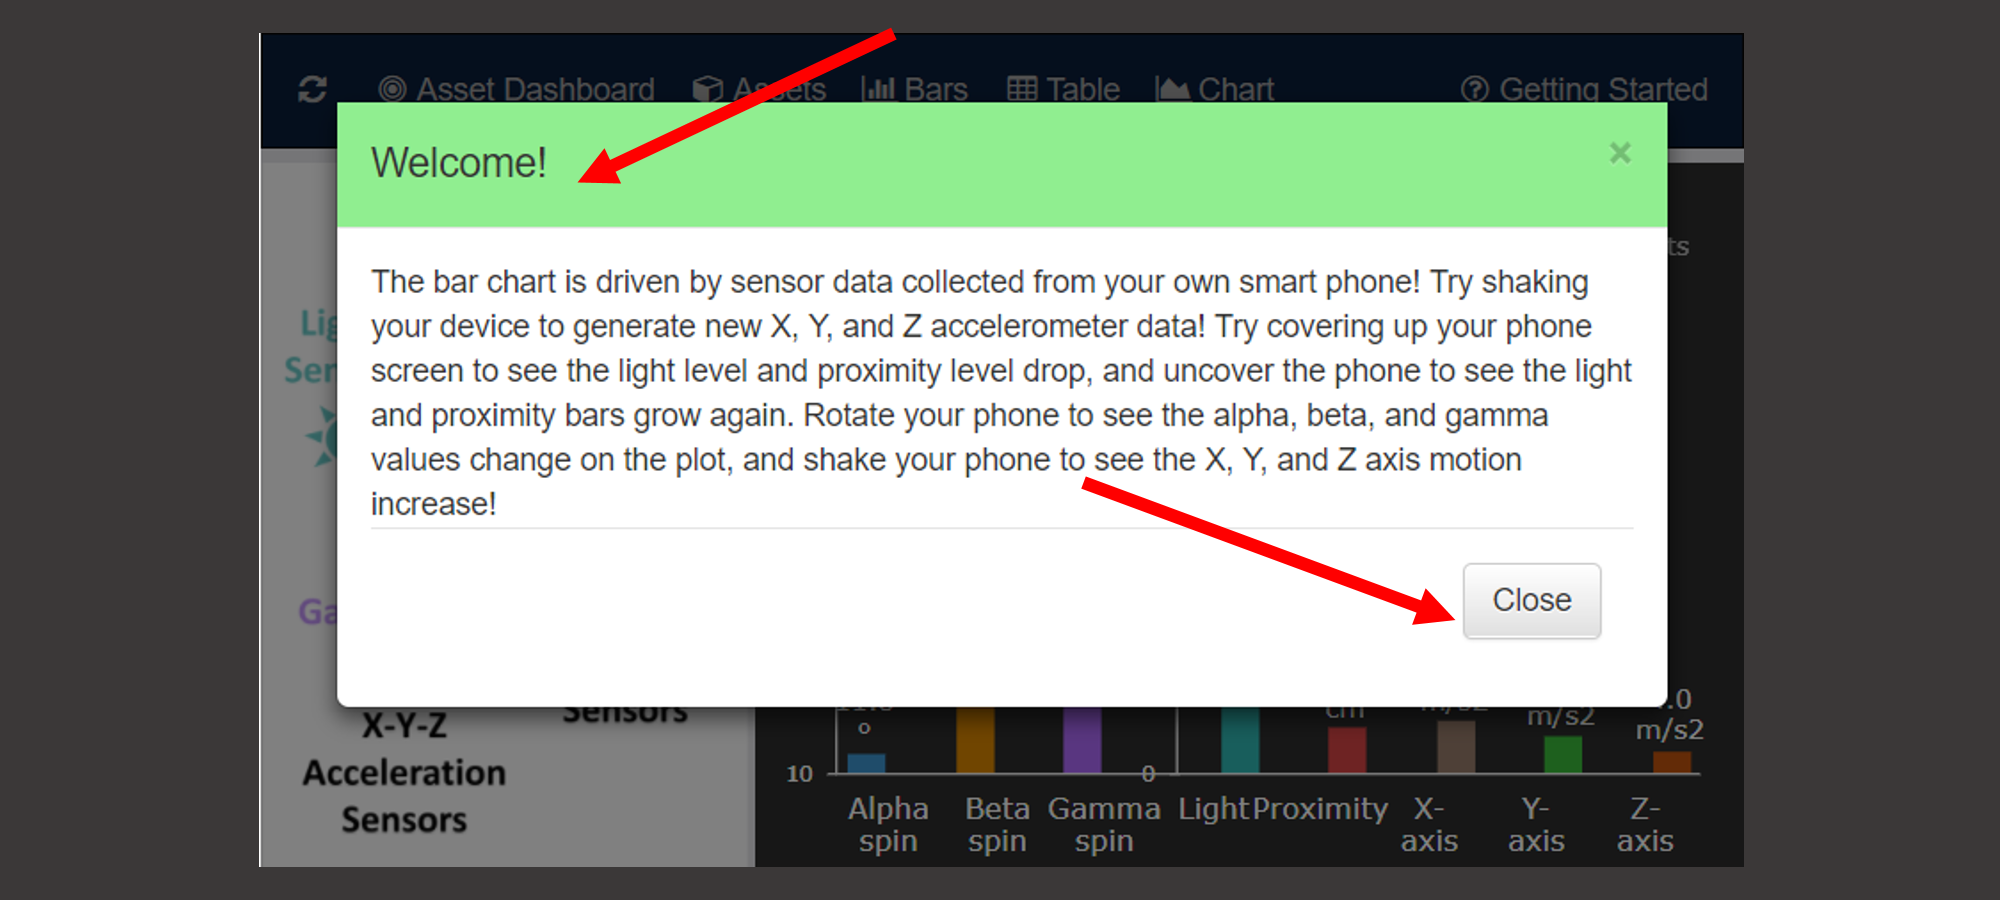 Asset Dashboard Assets Bars Table Chart Getting Started
Welcome! ×
The bar chart is driven by sensor data collected from your own smart phone! Try shaking
your device to generate new X, Y, and Z accelerometer data! Try covering up your phone
screen to see the light level and proximity level drop, and uncover the phone to see the light
and proximity bars grow again. Rotate your phone to see the alpha, beta, and gamma
values change on the plot, and shake your phone to see the X, Y, and Z axis motion
increase!
Close
Sensors
X-Y-Z
Acceleration
Sensors
°
cm
m/s2
m/s2
.0
m/s2
10
0
Alpha
spin
Beta
spin
Gamma
spin
Light
Proximity
X-
axis
Y-
axis
Z-
axis